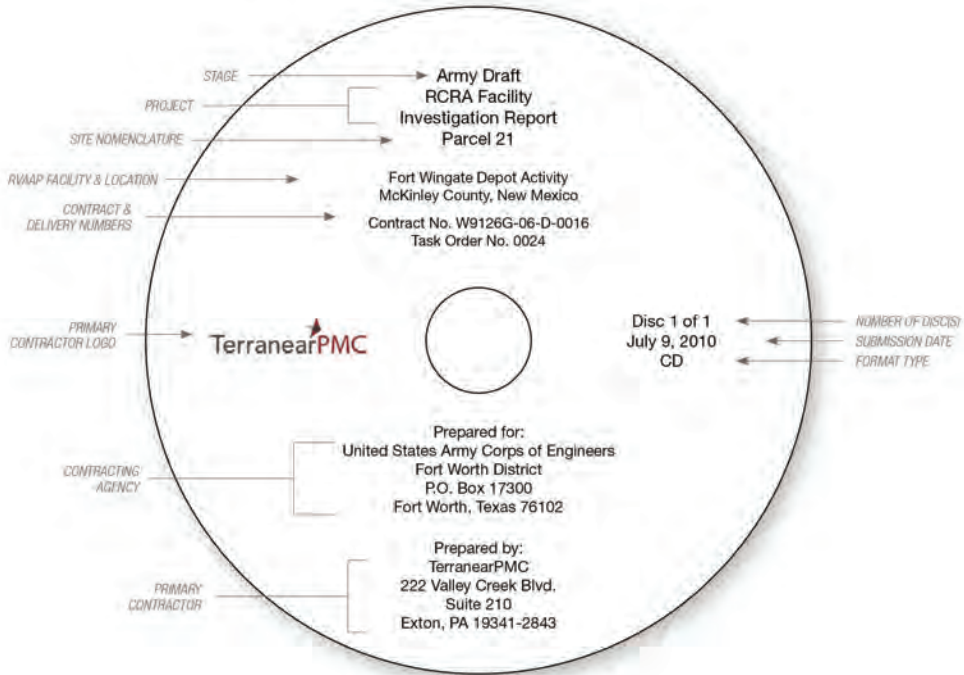 STAGE
Army Draft
PROJECT
RCRA Facility
Investigation Report
SITE NOMENCLATURE
Parcel 21
RVAAP FACILITY & LOCATION
Fort Wingate Depot Activity
McKinley County, New Mexico
CONTRACT &
DELIVERY NUMBERS
Contract No. W9126G-06-D-0016
Task Order No. 0024
PRIMARY
CONTRACTOR LOGO
TerranearPMC
Disc 1 of 1
July 9, 2010
CD
NUMBER OF DISC(S)
SUBMISSION DATE
FORMAT TYPE
CONTRACTING
AGENCY
Prepared for:
United States Army Corps of Engineers
Fort Worth District
P.O. Box 17300
Fort Worth, Texas 76102
PRIMARY
CONTRACTOR
Prepared by:
TerranearPMC
222 Valley Creek Blvd.
Suite 210
Exton, PA 19341-2843